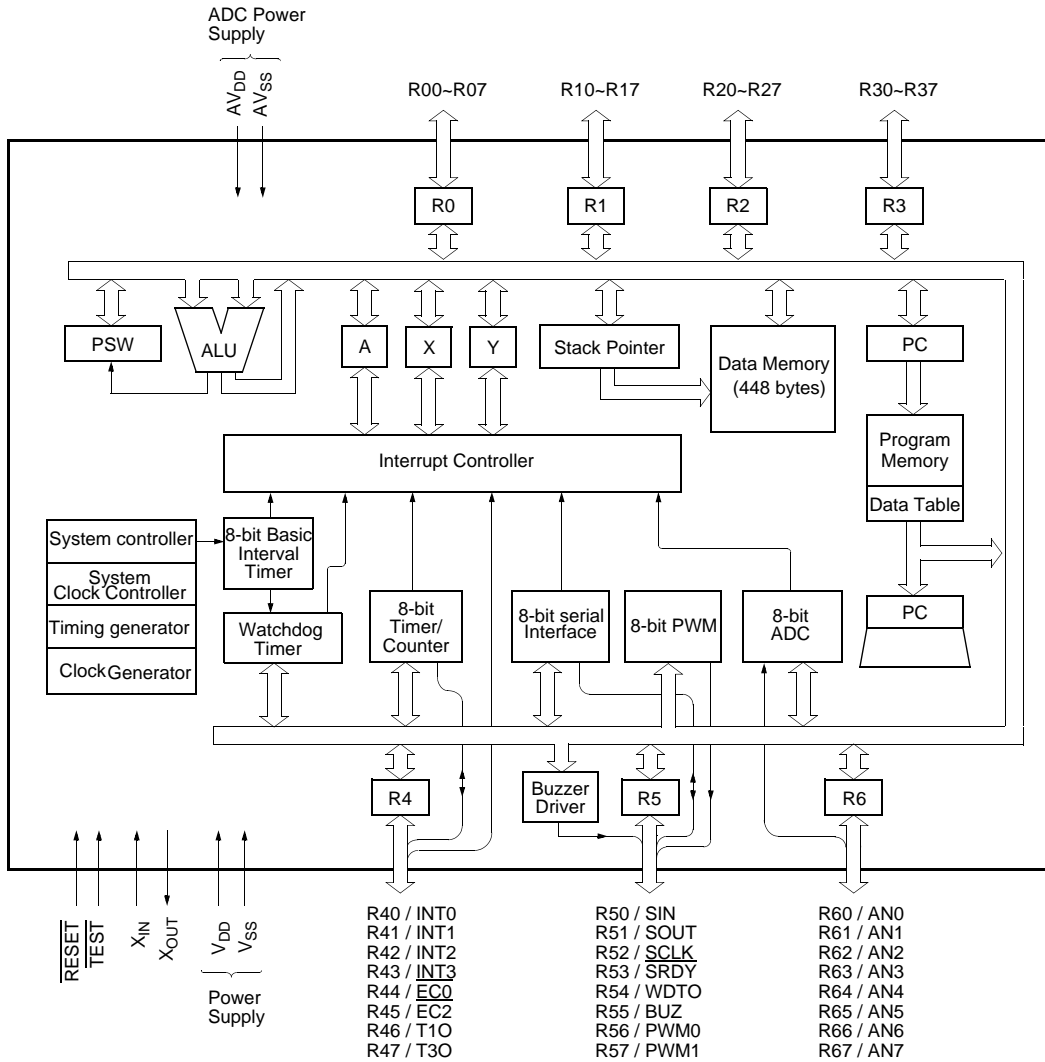 ADC Power
Supply
AVDD
AVSS
R00~R07
R10~R17
R20~R27
R30~R37
R0
R1
R2
R3
PSW
ALU
A
X
Y
Stack Pointer
Data Memory
(448 bytes)
PC
Program
Memory
Data Table
PC
Interrupt Controller
System controller
System
Clock Controller
Timing generator
Clock Generator
8-bit Basic
Interval
Timer
Watchdog
Timer
8-bit
Timer/
Counter
8-bit serial
Interface
8-bit PWM
8-bit
ADC
R4
Buzzer
Driver
R5
R6
RESET
TEST
XIN
XOUT
VDD
VSS
Power
Supply
R40 / INT0
R41 / INT1
R42 / INT2
R43 / INT3
R44 / EC0
R45 / EC2
R46 / T1O
R47 / T3O
R50 / SIN
R51 / SOUT
R52 / SCLK
R53 / SRDY
R54 / WDTO
R55 / BUZ
R56 / PWM0
R57 / PWM1
R60 / AN0
R61 / AN1
R62 / AN2
R63 / AN3
R64 / AN4
R65 / AN5
R66 / AN6
R67 / AN7